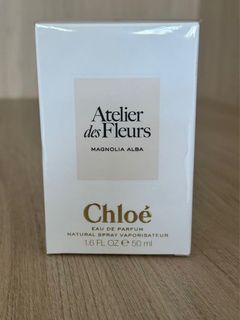 Atelier
des Fleurs
MAGNOLIA ALBA
Chloé
EAU DE PARFUM
NATURAL SPRAY VAPORISATEUR
1.6 FL OZ ℮ 50 ml